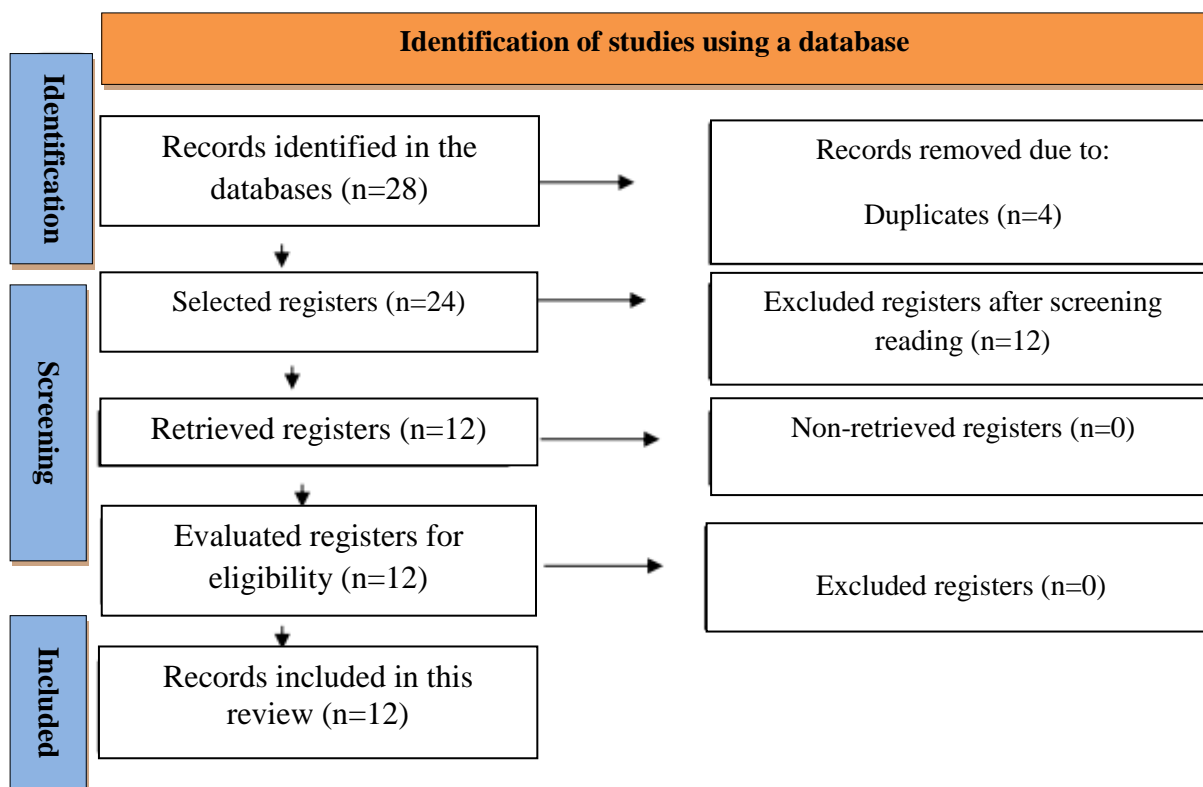 Identification of studies using a database
Identification
Records identified in the
databases (n=28)
Records removed due to:
Duplicates (n=4)
Screening
Selected registers (n=24)
Excluded registers after screening
reading (n=12)
Retrieved registers (n=12)
Non-retrieved registers (n=0)
Evaluated registers for
eligibility (n=12)
Excluded registers (n=0)
Included
Records included in this
review (n=12)